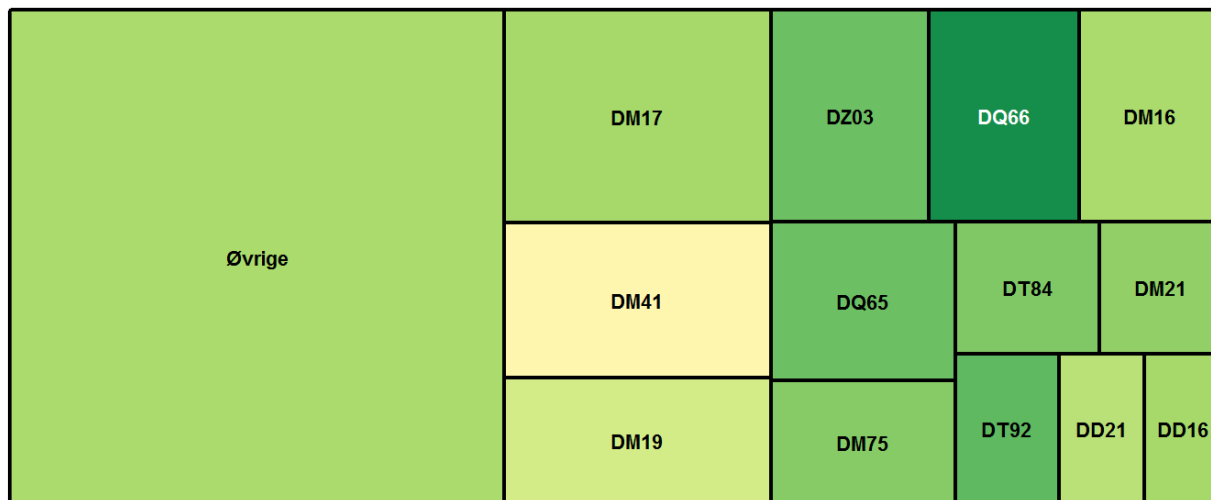 Øvrige
DM17
DM41
DM19
DZ03
DQ66
DM16
DQ65
DM75
DT84
DM21
DT92
DD21
DD16